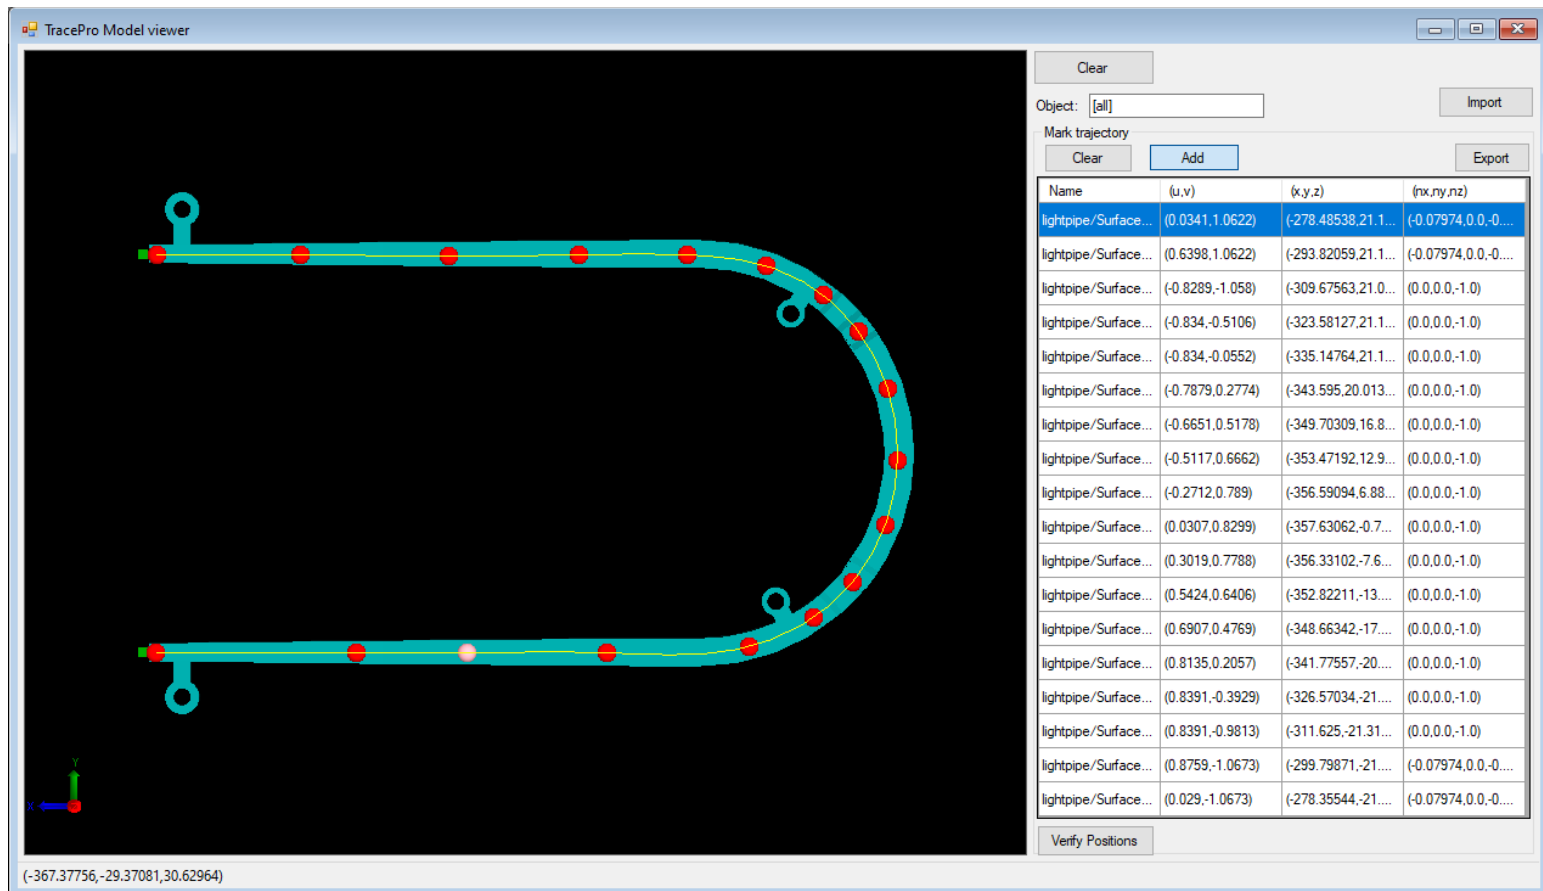 TracePro Model viewer
Clear
Object: [all] Import
Mark trajectory
Clear Add Export
Name (u,v) (x,y,z) (nx,ny,nz)
lightpipe/Surface... (0.0341,1.0622) (-278.48538,21.1... (-0.07974,0.0,-0....
lightpipe/Surface... (0.6398,1.0622) (-293.82059,21.1... (-0.07974,0.0,-0....
lightpipe/Surface... (-0.8289,-1.058) (-309.67563,21.0... (0.0,0.0,-1.0)
lightpipe/Surface... (-0.834,-0.5106) (-323.58127,21.1... (0.0,0.0,-1.0)
lightpipe/Surface... (-0.834,-0.0552) (-335.14764,21.1... (0.0,0.0,-1.0)
lightpipe/Surface... (-0.7879,0.2774) (-343.595,20.013... (0.0,0.0,-1.0)
lightpipe/Surface... (-0.6651,0.5178) (-349.70309,16.8... (0.0,0.0,-1.0)
lightpipe/Surface... (-0.5117,0.6662) (-353.47192,12.9... (0.0,0.0,-1.0)
lightpipe/Surface... (-0.2712,0.789) (-356.59094,6.88... (0.0,0.0,-1.0)
lightpipe/Surface... (0.0307,0.8299) (-357.63062,-0.7... (0.0,0.0,-1.0)
lightpipe/Surface... (0.3019,0.7788) (-356.33102,-7.6... (0.0,0.0,-1.0)
lightpipe/Surface... (0.5424,0.6406) (-352.82211,-13.... (0.0,0.0,-1.0)
lightpipe/Surface... (0.6907,0.4769) (-348.66342,-17.... (0.0,0.0,-1.0)
lightpipe/Surface... (0.8135,0.2057) (-341.77557,-20.... (0.0,0.0,-1.0)
lightpipe/Surface... (0.8391,-0.3929) (-326.57034,-21.... (0.0,0.0,-1.0)
lightpipe/Surface... (0.8391,-0.9813) (-311.625,-21.31... (0.0,0.0,-1.0)
lightpipe/Surface... (0.8759,-1.0673) (-299.79871,-21.... (-0.07974,0.0,-0....
lightpipe/Surface... (0.029,-1.0673) (-278.35544,-21.... (-0.07974,0.0,-0....
Y
X
Verify Positions
(-367.37756,-29.37081,30.62964)